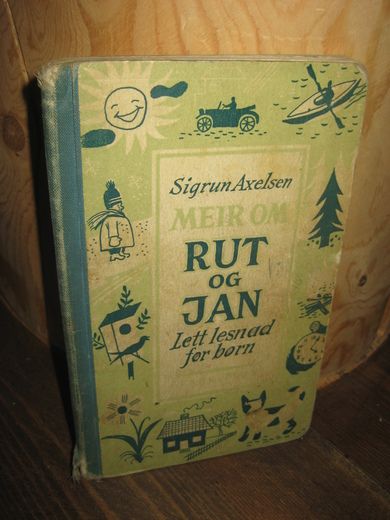 Sigrun Axelsen
MEIR OM
RUT
OG
JAN
Lett lesnad
for born